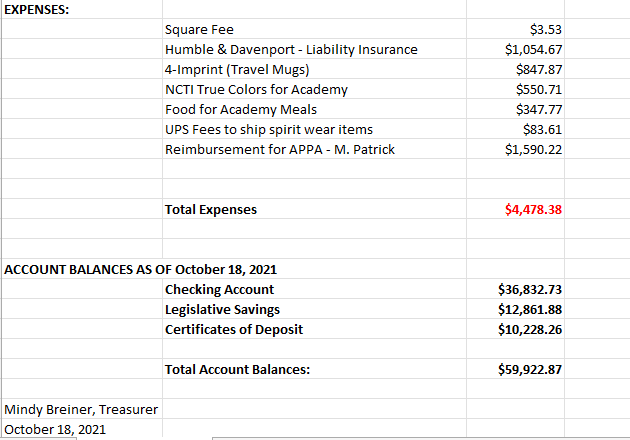 EXPENSES:
Square Fee $3.53
Humble & Davenport - Liability Insurance $1,054.67
4-Imprint (Travel Mugs) $847.87
NCTI True Colors for Academy $550.71
Food for Academy Meals $347.77
UPS Fees to ship spirit wear items $83.61
Reimbursement for APPA - M. Patrick $1,590.22
Total Expenses $4,478.38
ACCOUNT BALANCES AS OF October 18, 2021
Checking Account $36,832.73
Legislative Savings $12,861.88
Certificates of Deposit $10,228.26
Total Account Balances: $59,922.87
Mindy Breiner, Treasurer
October 18, 2021